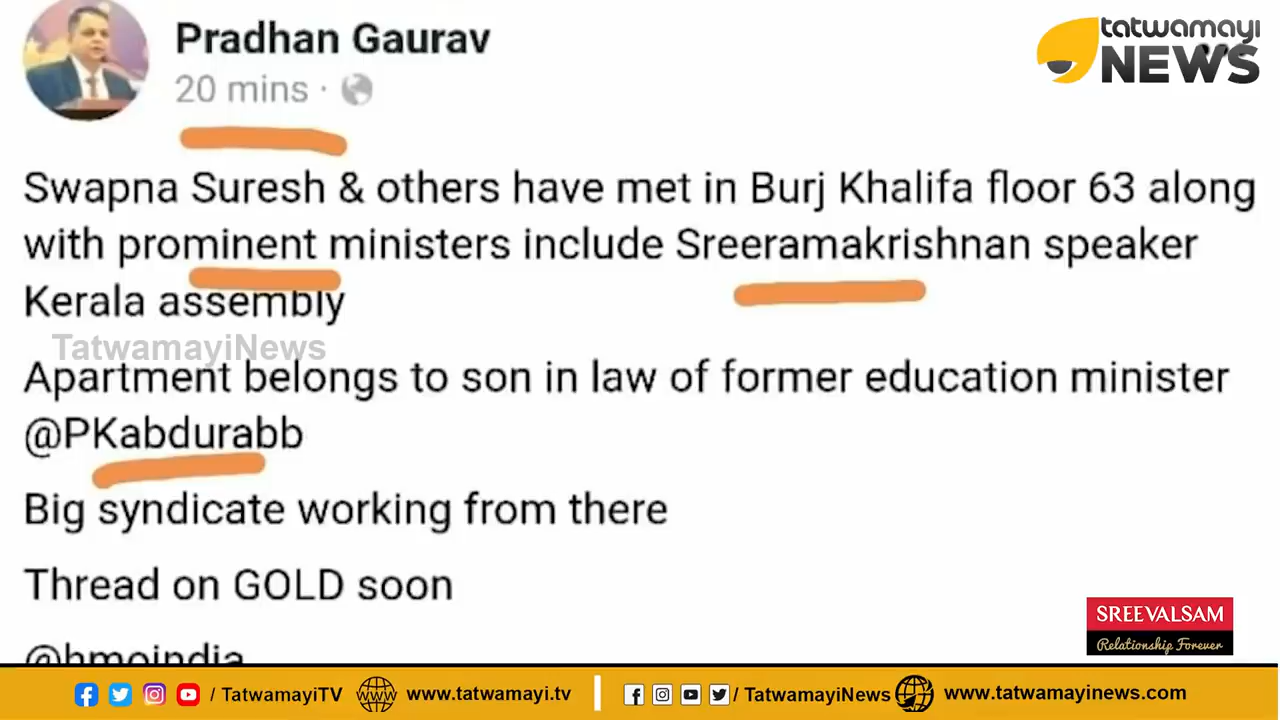 Pradhan Gaurav
tatwamayi
NEWS
20 mins ·
Swapna Suresh & others have met in Burj Khalifa floor 63 along
with prominent ministers include Sreeramakrishnan speaker
Kerala assembly
TatwamayiNews
Apartment belongs to son in law of former education minister
@PKabdurabb
Big syndicate working from there
Thread on GOLD soon
@hmoindia
SREEVALSAM
Relationship Forever
/ TatwamayiTV www.tatwamayi.tv / TatwamayiNews www.tatwamayinews.com